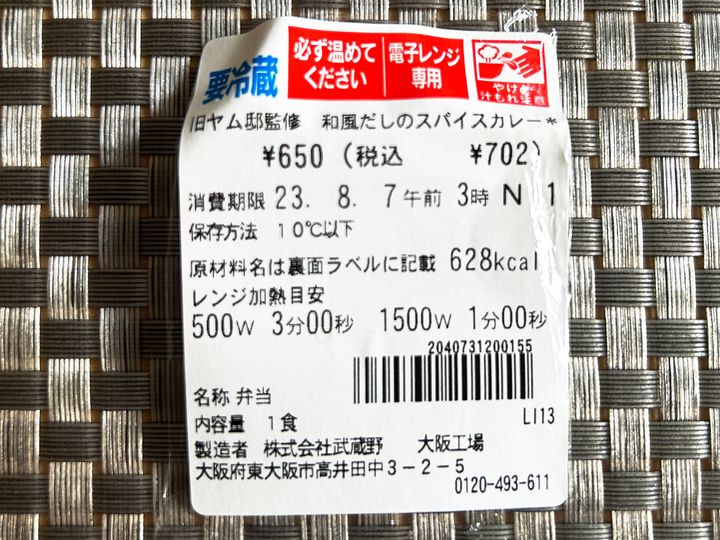 要冷蔵
必ず温めて
ください
電子レンジ
専用
やけど
汁もれ注意
旧ヤム邸監修 和風だしのスパイスカレー*
¥650 (税込 ¥702)
消費期限 23. 8. 7午前 3時 N 1
保存方法 10℃以下
原材料名は裏面ラベルに記載 628kcal
レンジ加熱目安
500W 3分00秒 1500W 1分00秒
2040731200155
名称 弁当
内容量 1食
LI13
製造者 株式会社武蔵野 大阪工場
大阪府東大阪市高井田中3-2-5
0120-493-611